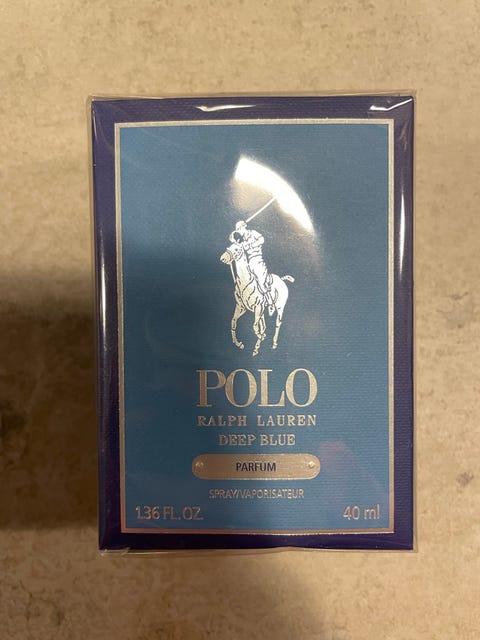 POLO
RALPH LAUREN
DEEP BLUE
PARFUM
SPRAY/VAPORISATEUR
1.36 FL. OZ. 40 ml